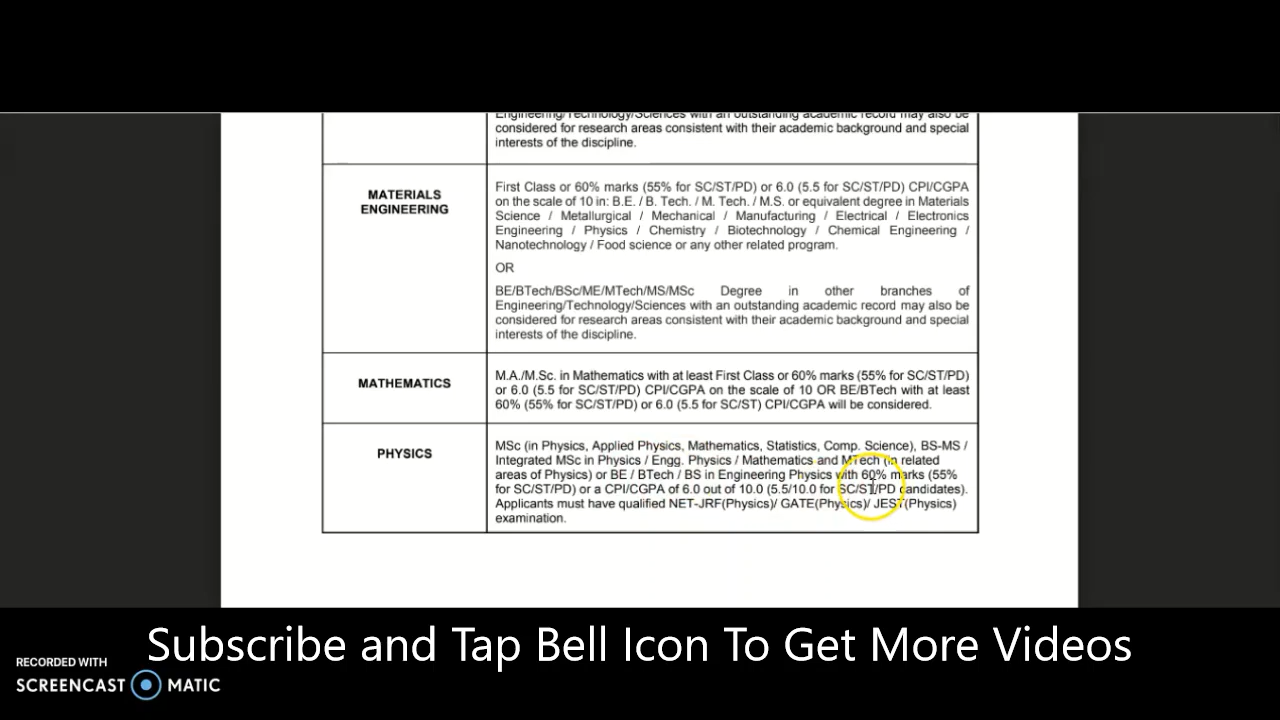 Engineering/Technology/Sciences with an outstanding academic record may also be
considered for research areas consistent with their academic background and special
interests of the discipline.
MATERIALS
ENGINEERING
First Class or 60% marks (55% for SC/ST/PD) or 6.0 (5.5 for SC/ST/PD) CPI/CGPA
on the scale of 10 in: B.E. / B. Tech. / M. Tech. / M.S. or equivalent degree in Materials
Science / Metallurgical / Mechanical / Manufacturing / Electrical / Electronics
Engineering / Physics / Chemistry / Biotechnology / Chemical Engineering /
Nanotechnology / Food science or any other related program.
OR
BE/BTech/BSc/ME/MTech/MS/MSc Degree in other branches of
Engineering/Technology/Sciences with an outstanding academic record may also be
considered for research areas consistent with their academic background and special
interests of the discipline.
MATHEMATICS
M.A./M.Sc. in Mathematics with at least First Class or 60% marks (55% for SC/ST/PD)
or 6.0 (5.5 for SC/ST/PD) CPI/CGPA on the scale of 10 OR BE/BTech with at least
60% (55% for SC/ST/PD) or 6.0 (5.5 for SC/ST) CPI/CGPA will be considered.
PHYSICS
MSc (in Physics, Applied Physics, Mathematics, Statistics, Comp. Science), BS-MS /
Integrated MSc in Physics / Engg. Physics / Mathematics and MTech (in related
areas of Physics) or BE / BTech / BS in Engineering Physics with 60% marks (55%
for SC/ST/PD) or a CPI/CGPA of 6.0 out of 10.0 (5.5/10.0 for SC/ST/PD candidates).
Applicants must have qualified NET-JRF(Physics)/ GATE(Physics)/ JEST(Physics)
examination.
Subscribe and Tap Bell Icon To Get More Videos
RECORDED WITH
SCREENCAST MATIC